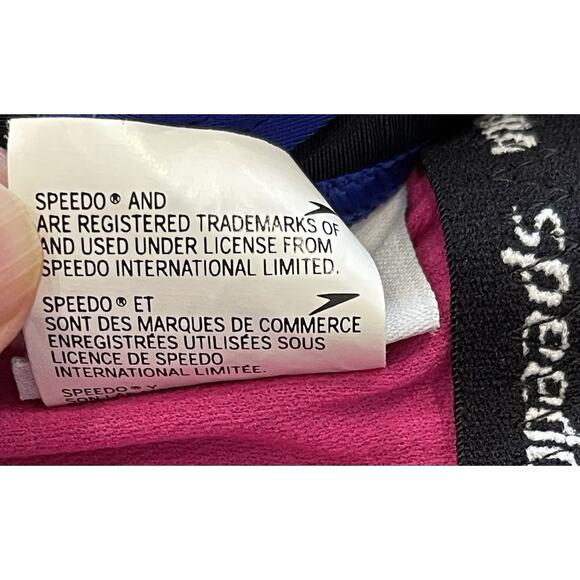 SPEEDO® AND
ARE REGISTERED TRADEMARKS OF
AND USED UNDER LICENSE FROM
SPEEDO INTERNATIONAL LIMITED.
SPEEDO® ET
SONT DES MARQUES DE COMMERCE
ENREGISTRÉES UTILISÉES SOUS
LICENCE DE SPEEDO
INTERNATIONAL LIMITÉE.
SPEEDO® Y
speedo